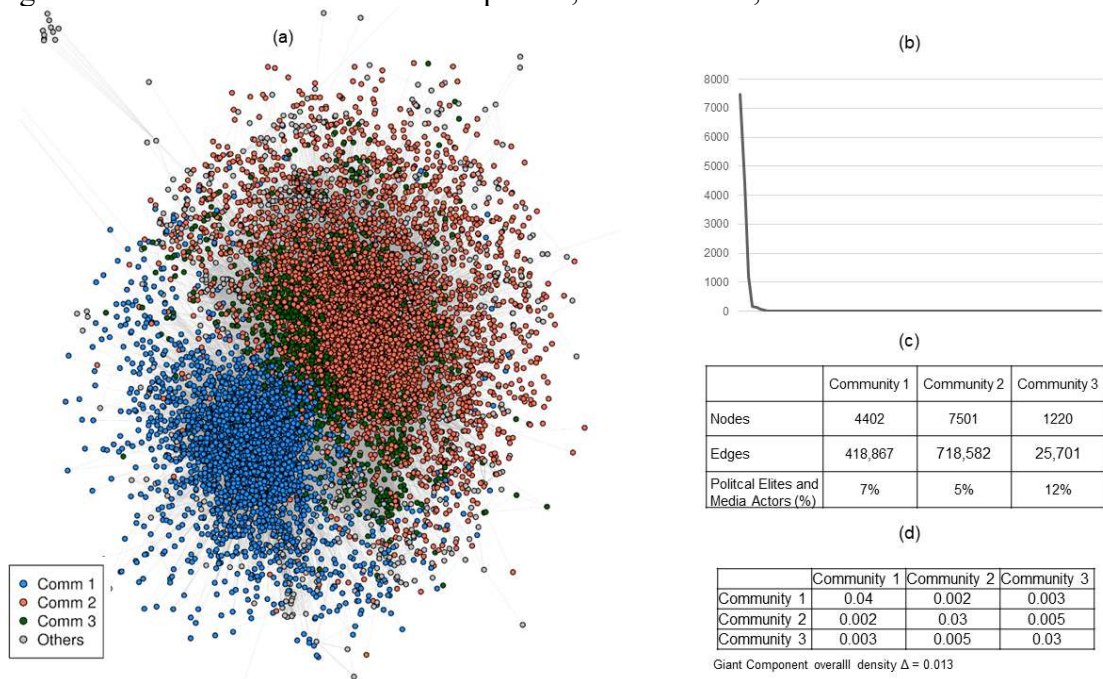 (a)
Comm 1
Comm 2
Comm 3
Others
(b)
8000
7000
6000
5000
4000
3000
2000
1000
0
(c)
Community 1 Community 2 Community 3
Nodes 4402 7501 1220
Edges 418,867 718,582 25,701
Politcal Elites and
Media Actors (%) 7% 5% 12%
(d)
Community 1 Community 2 Community 3
Community 1 0.04 0.002 0.003
Community 2 0.002 0.03 0.005
Community 3 0.003 0.005 0.03
Giant Component overalll density Δ = 0.013